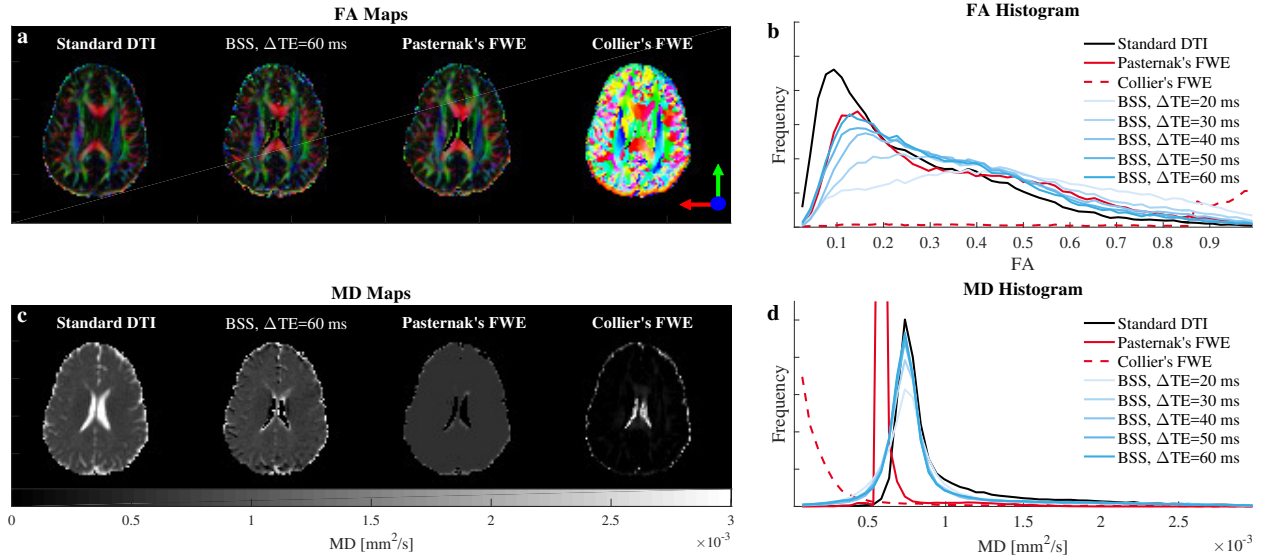 FA Maps
a
Standard DTI
BSS, ΔTE=60 ms
Pasternak's FWE
Collier's FWE
FA Histogram
b
Frequency
Standard DTI
Pasternak's FWE
Collier's FWE
BSS, ΔTE=20 ms
BSS, ΔTE=30 ms
BSS, ΔTE=40 ms
BSS, ΔTE=50 ms
BSS, ΔTE=60 ms
0.1 0.2 0.3 0.4 0.5 0.6 0.7 0.8 0.9
FA
MD Maps
c
Standard DTI
BSS, ΔTE=60 ms
Pasternak's FWE
Collier's FWE
0 0.5 1 1.5 2 2.5 3
MD [mm²/s]
×10⁻³
MD Histogram
d
Frequency
Standard DTI
Pasternak's FWE
Collier's FWE
BSS, ΔTE=20 ms
BSS, ΔTE=30 ms
BSS, ΔTE=40 ms
BSS, ΔTE=50 ms
BSS, ΔTE=60 ms
0.5 1 1.5 2 2.5
MD [mm²/s]
×10⁻³